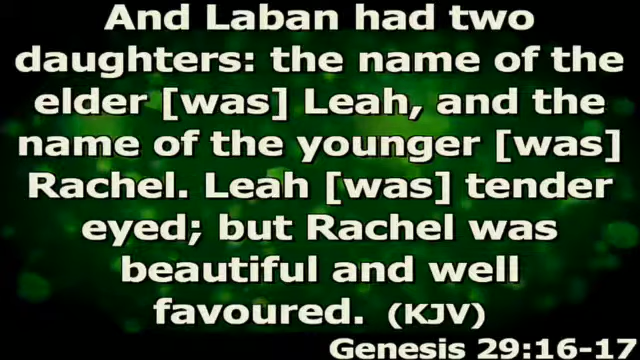 And Laban had two
daughters: the name of the
elder [was] Leah, and the
name of the younger [was]
Rachel. Leah [was] tender
eyed; but Rachel was
beautiful and well
favoured. (KJV)
Genesis 29:16-17